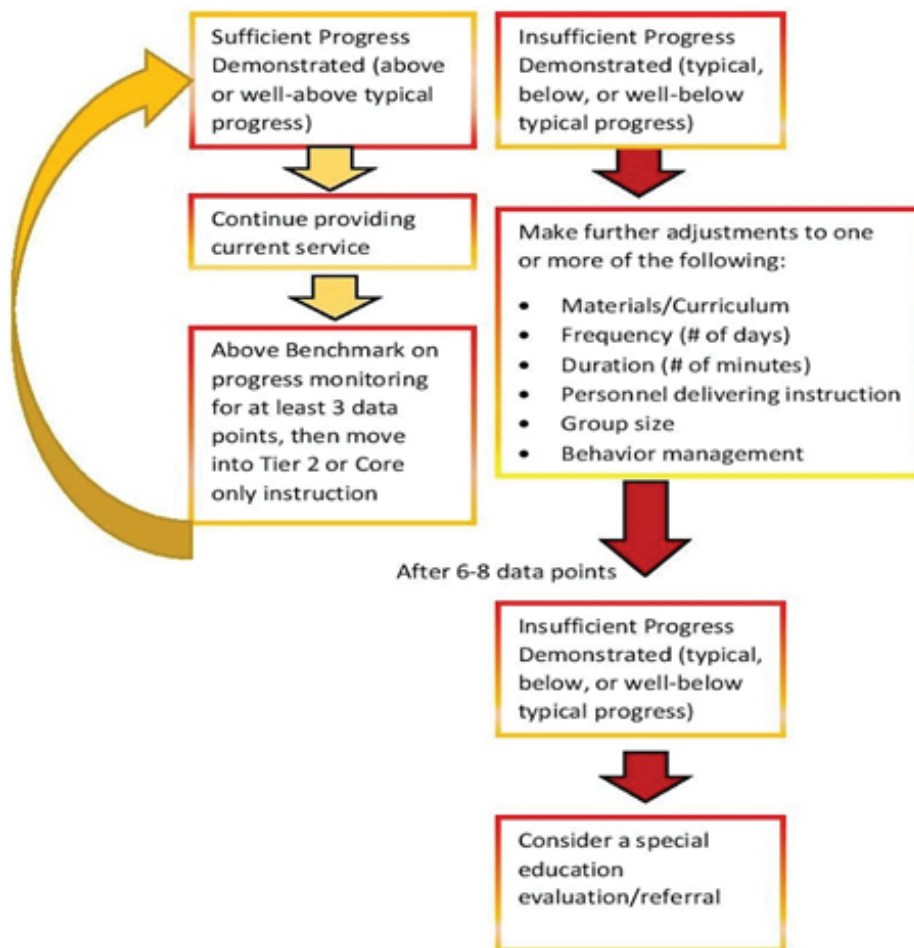 Sufficient Progress
Demonstrated (above
or well-above typical
progress)
Continue providing
current service
Above Benchmark on
progress monitoring
for at least 3 data
points, then move
into Tier 2 or Core
only instruction
Insufficient Progress
Demonstrated (typical,
below, or well-below
typical progress)
Make further adjustments to one
or more of the following:
• Materials/Curriculum
• Frequency (# of days)
• Duration (# of minutes)
• Personnel delivering instruction
• Group size
• Behavior management
After 6-8 data points
Insufficient Progress
Demonstrated (typical,
below, or well-below
typical progress)
Consider a special
education
evaluation/referral